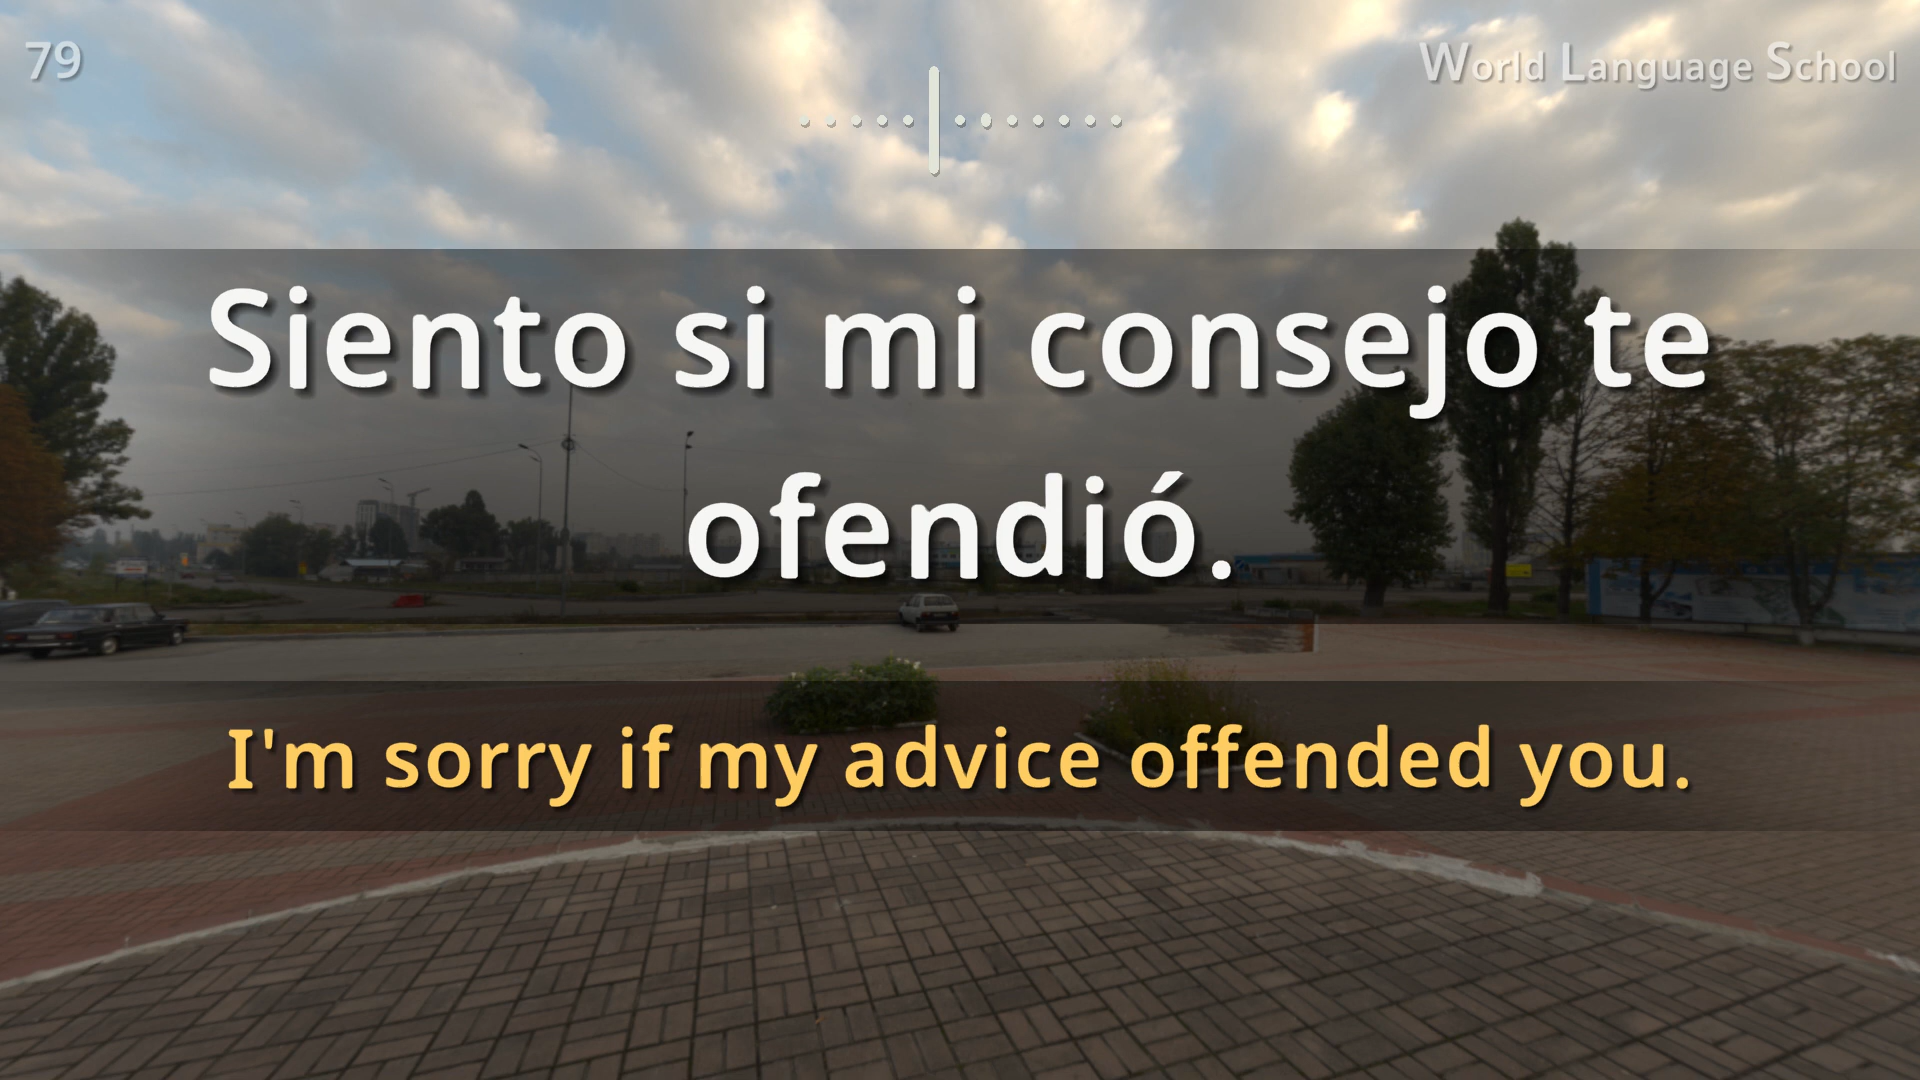 79
World Language School
Siento si mi consejo te
ofendió.
I'm sorry if my advice offended you.